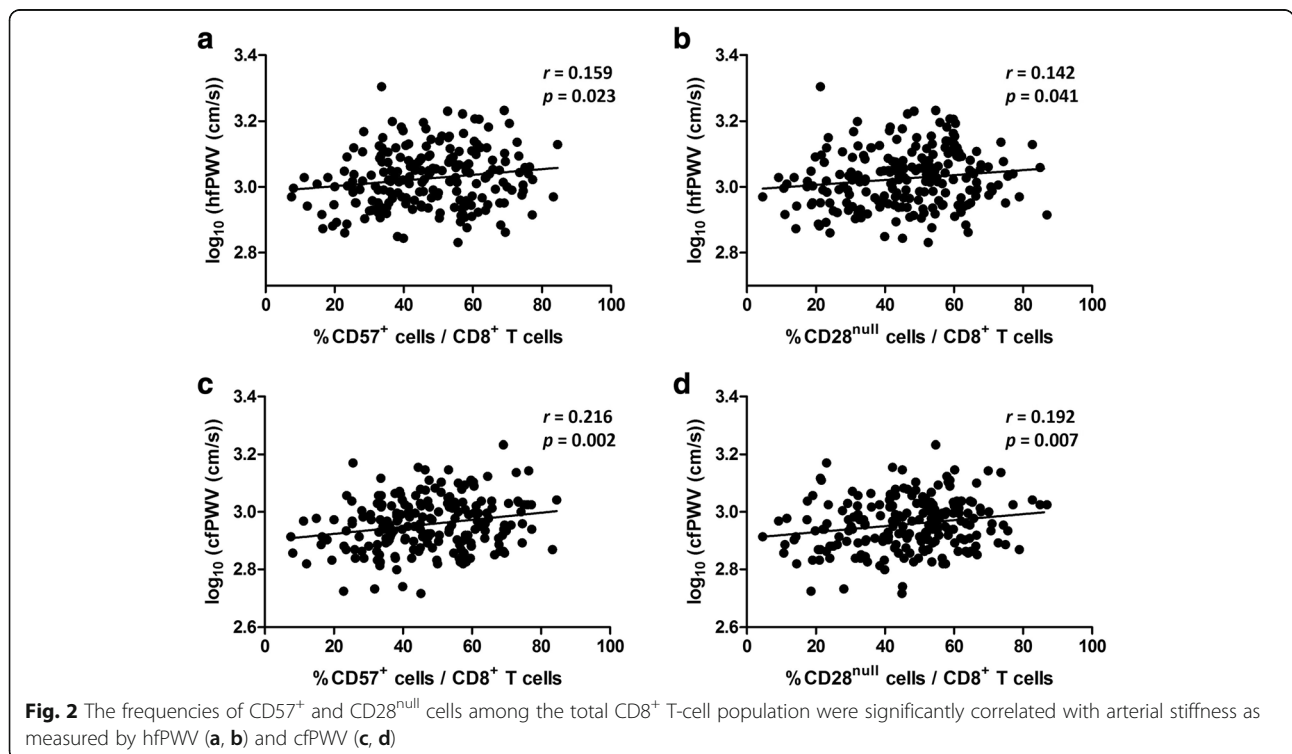 a
3.4
3.2
3.0
2.8
log₁₀ (hfPWV (cm/s))
r = 0.159
p = 0.023
0 20 40 60 80 100
%CD57⁺ cells / CD8⁺ T cells
b
3.4
3.2
3.0
2.8
log₁₀ (hfPWV (cm/s))
r = 0.142
p = 0.041
0 20 40 60 80 100
%CD28ⁿᵘˡˡ cells / CD8⁺ T cells
c
3.4
3.2
3.0
2.8
2.6
log₁₀ (cfPWV (cm/s))
r = 0.216
p = 0.002
0 20 40 60 80 100
%CD57⁺ cells / CD8⁺ T cells
d
3.4
3.2
3.0
2.8
2.6
log₁₀ (cfPWV (cm/s))
r = 0.192
p = 0.007
0 20 40 60 80 100
%CD28ⁿᵘˡˡ cells / CD8⁺ T cells
Fig. 2 The frequencies of CD57⁺ and CD28ⁿᵘˡˡ cells among the total CD8⁺ T-cell population were significantly correlated with arterial stiffness as
measured by hfPWV (a, b) and cfPWV (c, d)